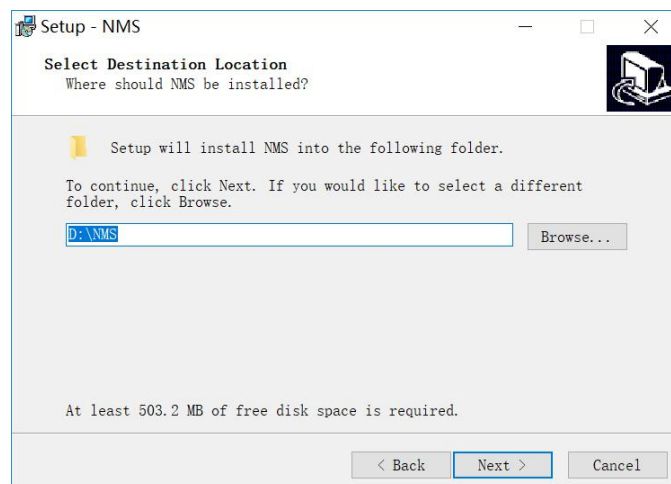 Setup - NMS
Select Destination Location
Where should NMS be installed?
Setup will install NMS into the following folder.
To continue, click Next. If you would like to select a different
folder, click Browse.
D:\NMS
Browse...
At least 503.2 MB of free disk space is required.
< Back
Next >
Cancel